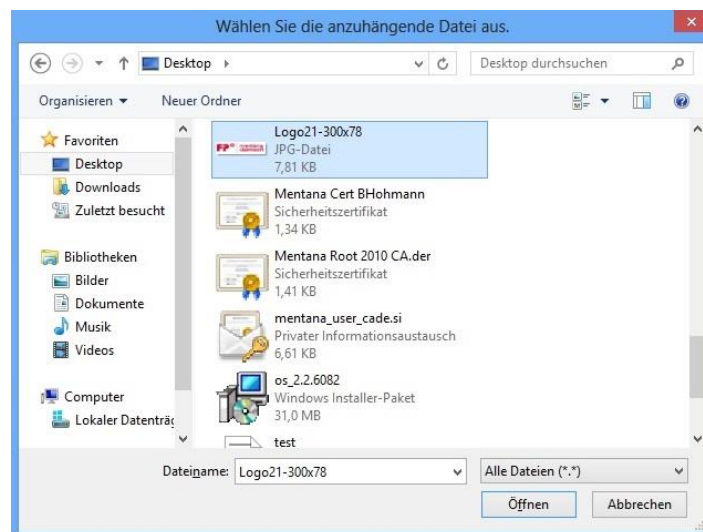 Wählen Sie die anzuhängende Datei aus.
Desktop
Desktop durchsuchen
Organisieren
Neuer Ordner
Favoriten
Desktop
Downloads
Zuletzt besucht
Bibliotheken
Bilder
Dokumente
Musik
Videos
Computer
Lokaler Datenträg
FP
Logo21-300x78
JPG-Datei
7,81 KB
Mentana Cert BHohmann
Sicherheitszertifikat
1,34 KB
Mentana Root 2010 CA.der
Sicherheitszertifikat
1,41 KB
mentana_user_cade.si
Privater Informationsaustausch
6,61 KB
os_2.2.6082
Windows Installer-Paket
31,0 MB
test
Dateiname: Logo21-300x78
Alle Dateien (*.*)
Öffnen
Abbrechen